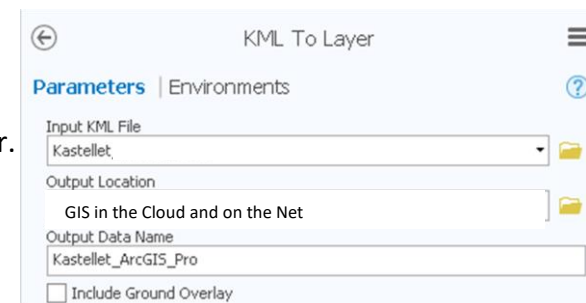 KML To Layer
Parameters | Environments
r.
Input KML File
Kastellet
Output Location
GIS in the Cloud and on the Net
Output Data Name
Kastellet_ArcGIS_Pro
Include Ground Overlay